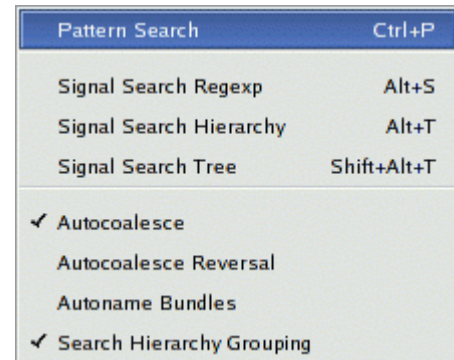 Pattern Search Ctrl+P
Signal Search Regexp Alt+S
Signal Search Hierarchy Alt+T
Signal Search Tree Shift+Alt+T
Autocoalesce
Autocoalesce Reversal
Autoname Bundles
Search Hierarchy Grouping